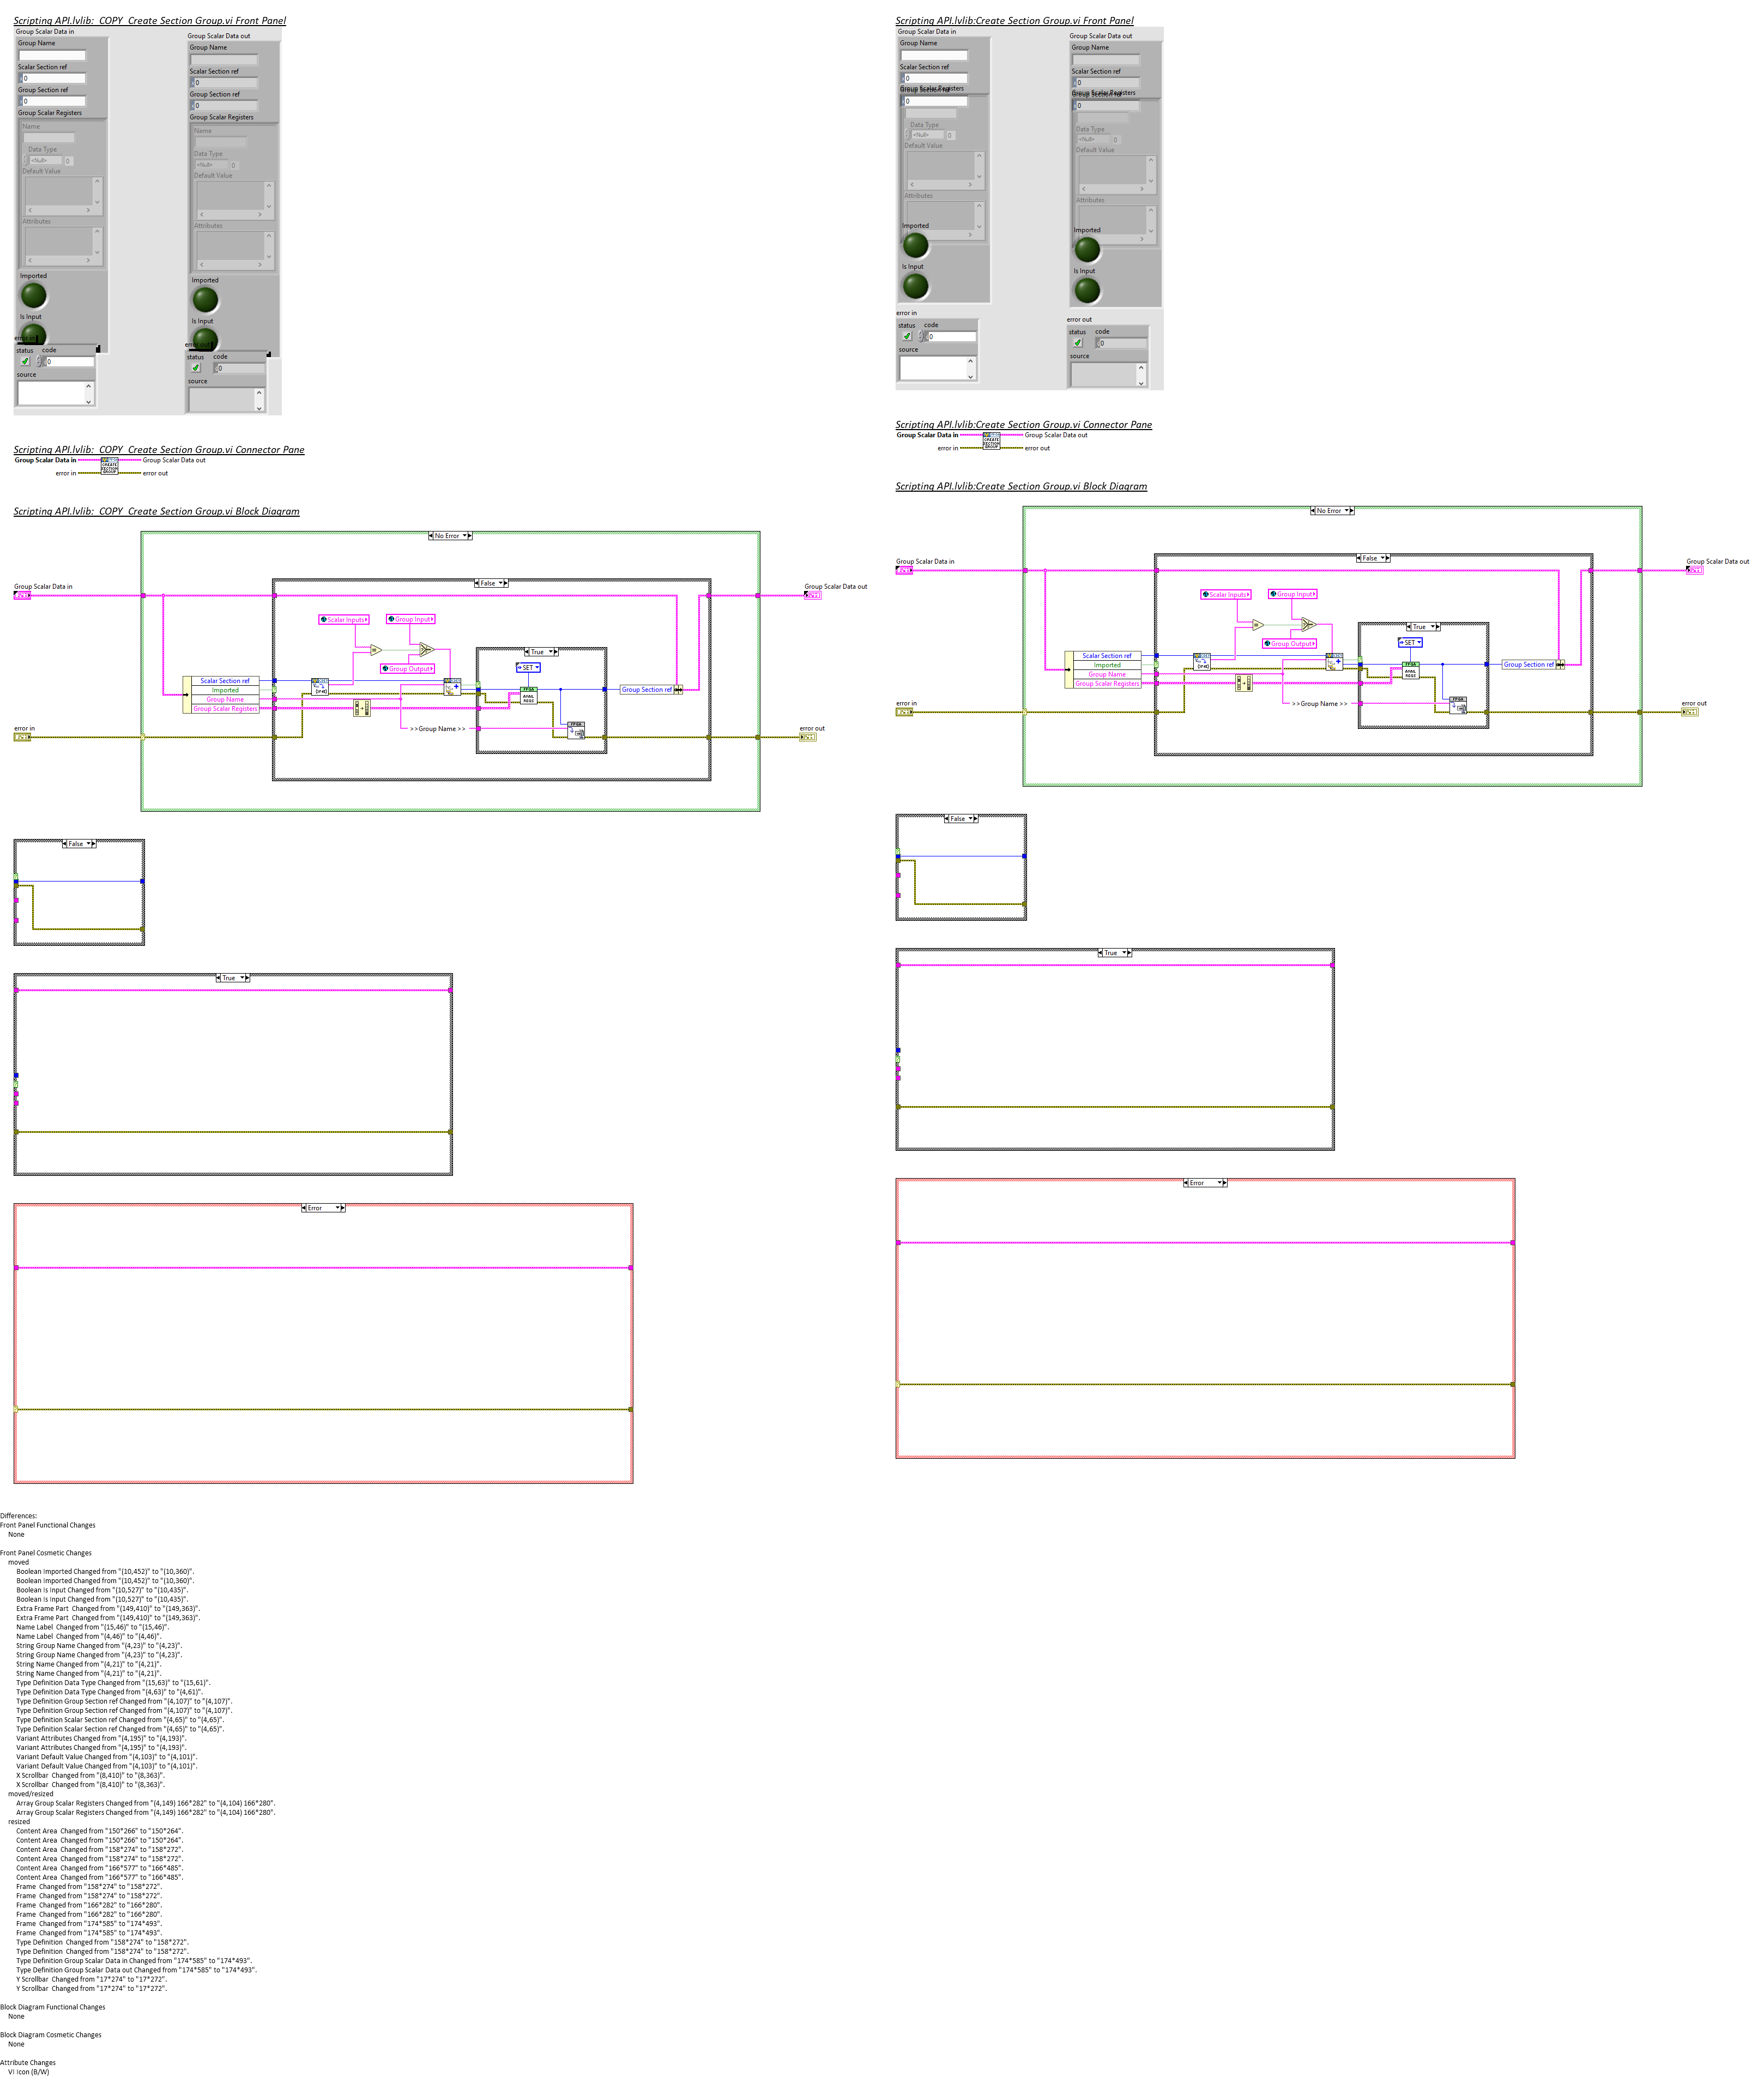 Scripting API.lvlib:_COPY_Create Section Group.vi Front Panel
Group Scalar Data in
Group Name
Scalar Section ref
0
Group Section ref
0
Group Scalar Registers
Name
Data Type
<Null>
0
Default Value
Attributes
Imported
Is Input
error in
status
code
0
source
Group Scalar Data out
Group Name
Scalar Section ref
0
Group Section ref
0
Group Scalar Registers
Name
Data Type
<Null>
0
Default Value
Attributes
Imported
Is Input
error out
status
code
0
source
Scripting API.lvlib:Create Section Group.vi Front Panel
Group Scalar Data in
Group Name
Scalar Section ref
0
Group Scalar Registers
0
Data Type
<Null>
0
Default Value
Attributes
Imported
Is Input
error in
status
code
0
source
Group Scalar Data out
Group Name
Scalar Section ref
0
Group Scalar Registers
0
Data Type
<Null>
0
Default Value
Attributes
Imported
Is Input
error out
status
code
0
source
Scripting API.lvlib:_COPY_Create Section Group.vi Connector Pane
Group Scalar Data in
Group Scalar Data out
CREATE
SECTION
GROUP
error in
error out
Scripting API.lvlib:Create Section Group.vi Connector Pane
Group Scalar Data in
Group Scalar Data out
CREATE
SECTION
GROUP
error in
error out
Scripting API.lvlib:_COPY_Create Section Group.vi Block Diagram
No Error
Group Scalar Data in
False
Group Scalar Data out
Scalar Inputs
Group Input
Group Output
True
SET
Scalar Section ref
Imported
Group Name
Group Scalar Registers
Group Section ref
>>Group Name >>
error in
error out
False
True
Error
Scripting API.lvlib:Create Section Group.vi Block Diagram
No Error
Group Scalar Data in
False
Group Scalar Data out
Scalar Inputs
Group Input
Group Output
True
SET
Scalar Section ref
Imported
Group Name
Group Scalar Registers
Group Section ref
>>Group Name >>
error in
error out
False
True
Error
Differences:
Front Panel Functional Changes
None
Front Panel Cosmetic Changes
moved
Boolean Imported Changed from "(10,452)" to "(10,360)".
Boolean Imported Changed from "(10,452)" to "(10,360)".
Boolean Is Input Changed from "(10,527)" to "(10,435)".
Boolean Is Input Changed from "(10,527)" to "(10,435)".
Extra Frame Part  Changed from "(149,410)" to "(149,363)".
Extra Frame Part  Changed from "(149,410)" to "(149,363)".
Name Label  Changed from "(15,46)" to "(15,46)".
Name Label  Changed from "(4,46)" to "(4,46)".
String Group Name Changed from "(4,23)" to "(4,23)".
String Group Name Changed from "(4,23)" to "(4,23)".
String Name Changed from "(4,21)" to "(4,21)".
String Name Changed from "(4,21)" to "(4,21)".
Type Definition Data Type Changed from "(15,63)" to "(15,61)".
Type Definition Data Type Changed from "(4,63)" to "(4,61)".
Type Definition Group Section ref Changed from "(4,107)" to "(4,107)".
Type Definition Group Section ref Changed from "(4,107)" to "(4,107)".
Type Definition Scalar Section ref Changed from "(4,65)" to "(4,65)".
Type Definition Scalar Section ref Changed from "(4,65)" to "(4,65)".
Variant Attributes Changed from "(4,195)" to "(4,193)".
Variant Attributes Changed from "(4,195)" to "(4,193)".
Variant Default Value Changed from "(4,103)" to "(4,101)".
Variant Default Value Changed from "(4,103)" to "(4,101)".
X Scrollbar  Changed from "(8,410)" to "(8,363)".
X Scrollbar  Changed from "(8,410)" to "(8,363)".
moved/resized
Array Group Scalar Registers Changed from "(4,149) 166*282" to "(4,104) 166*280".
Array Group Scalar Registers Changed from "(4,149) 166*282" to "(4,104) 166*280".
resized
Content Area  Changed from "150*266" to "150*264".
Content Area  Changed from "150*266" to "150*264".
Content Area  Changed from "158*274" to "158*272".
Content Area  Changed from "158*274" to "158*272".
Content Area  Changed from "166*577" to "166*485".
Content Area  Changed from "166*577" to "166*485".
Frame  Changed from "158*274" to "158*272".
Frame  Changed from "158*274" to "158*272".
Frame  Changed from "166*282" to "166*280".
Frame  Changed from "166*282" to "166*280".
Frame  Changed from "174*585" to "174*493".
Frame  Changed from "174*585" to "174*493".
Type Definition  Changed from "158*274" to "158*272".
Type Definition  Changed from "158*274" to "158*272".
Type Definition Group Scalar Data in Changed from "174*585" to "174*493".
Type Definition Group Scalar Data out Changed from "174*585" to "174*493".
Y Scrollbar  Changed from "17*274" to "17*272".
Y Scrollbar  Changed from "17*274" to "17*272".
Block Diagram Functional Changes
None
Block Diagram Cosmetic Changes
None
Attribute Changes
VI Icon (B/W)